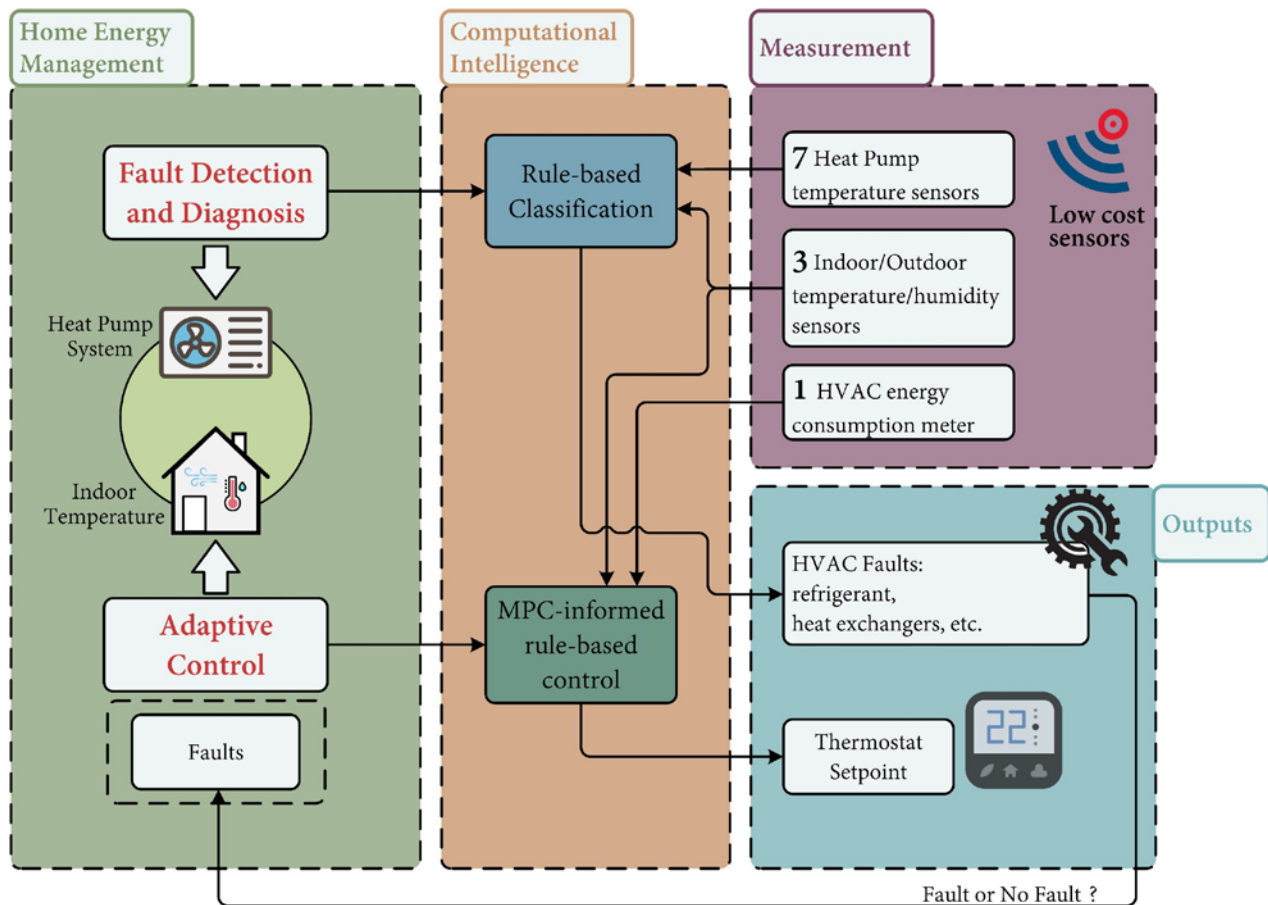 Home Energy
Management
Computational
Intelligence
Measurement
Fault Detection
and Diagnosis
Heat Pump
System
Indoor
Temperature
Adaptive
Control
Faults
Rule-based
Classification
MPC-informed
rule-based
control
7 Heat Pump
temperature sensors
3 Indoor/Outdoor
temperature/humidity
sensors
1 HVAC energy
consumption meter
Low cost
sensors
Outputs
HVAC Faults:
refrigerant,
heat exchangers, etc.
Thermostat
Setpoint
22
Fault or No Fault ?